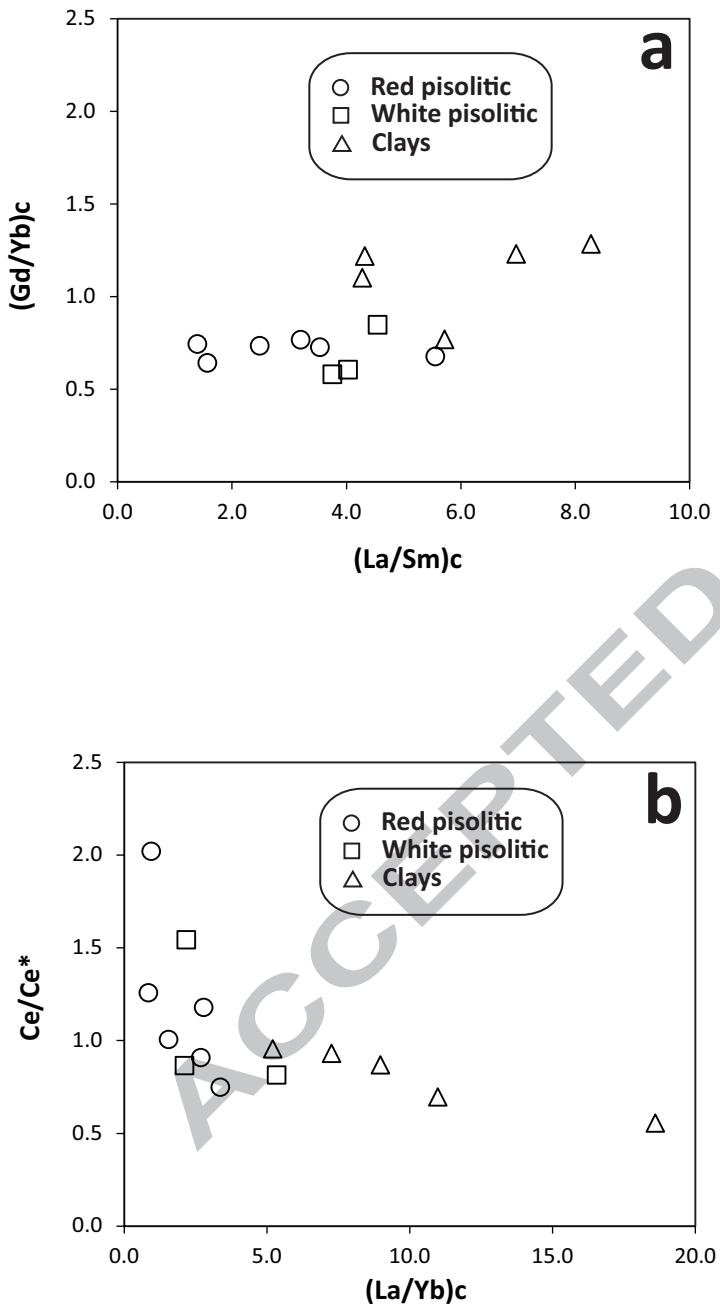 a
2.5
Red pisolitic
White pisolitic
Clays
2.0
1.5
1.0
0.5
0.0
(Gd/Yb)c
0.0 2.0 4.0 6.0 8.0 10.0
(La/Sm)c
ACCEPTED
b
2.5
Red pisolitic
White pisolitic
Clays
2.0
1.5
1.0
0.5
0.0
Ce/Ce*
0.0 5.0 10.0 15.0 20.0
(La/Yb)c